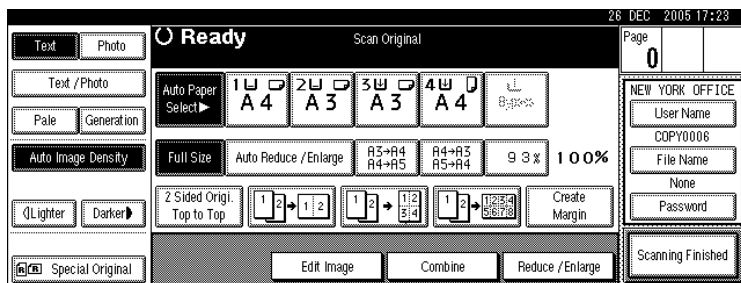 26 DEC 2005 17:23
Text Photo
Text / Photo
Pale Generation
Auto Image Density
Lighter Darker
Special Original
Ready Scan Original
Auto Paper Select▶
1 A4
2 A3
3 A3
4 A4
Bypass
Full Size Auto Reduce / Enlarge
A3→A4
A4→A5
A4→A3
A5→A4
93% 100%
2 Sided Origi.
Top to Top
1 2 → 1 2
1 2 → 1 2 3 4
1 2 → 1 2 3 4 5 6 7 8
Create
Margin
Edit Image Combine Reduce / Enlarge
Page
0
NEW YORK OFFICE
User Name
COPY0006
File Name
None
Password
Scanning Finished